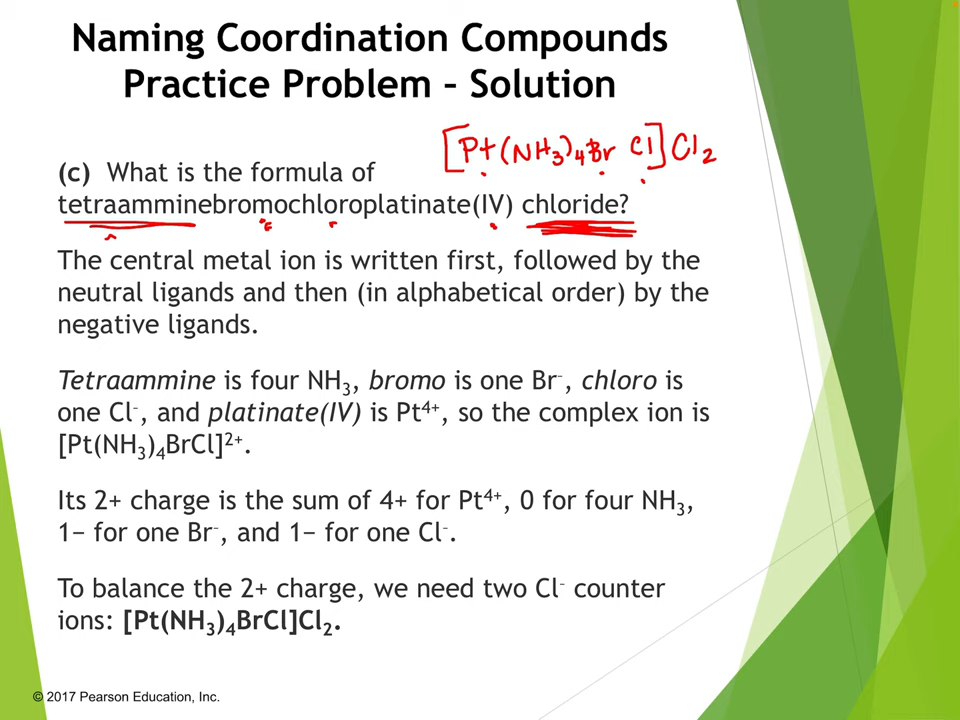 Naming Coordination Compounds
Practice Problem – Solution
[Pt(NH₃)₄Br Cl]Cl₂
(c) What is the formula of
tetraamminebromochloroplatinate(IV) chloride?
The central metal ion is written first, followed by the
neutral ligands and then (in alphabetical order) by the
negative ligands.
Tetraammine is four NH₃, bromo is one Br⁻, chloro is
one Cl⁻, and platinate(IV) is Pt⁴⁺, so the complex ion is
[Pt(NH₃)₄BrCl]²⁺.
Its 2+ charge is the sum of 4+ for Pt⁴⁺, 0 for four NH₃,
1− for one Br⁻, and 1− for one Cl⁻.
To balance the 2+ charge, we need two Cl⁻ counter
ions: [Pt(NH₃)₄BrCl]Cl₂.
© 2017 Pearson Education, Inc.